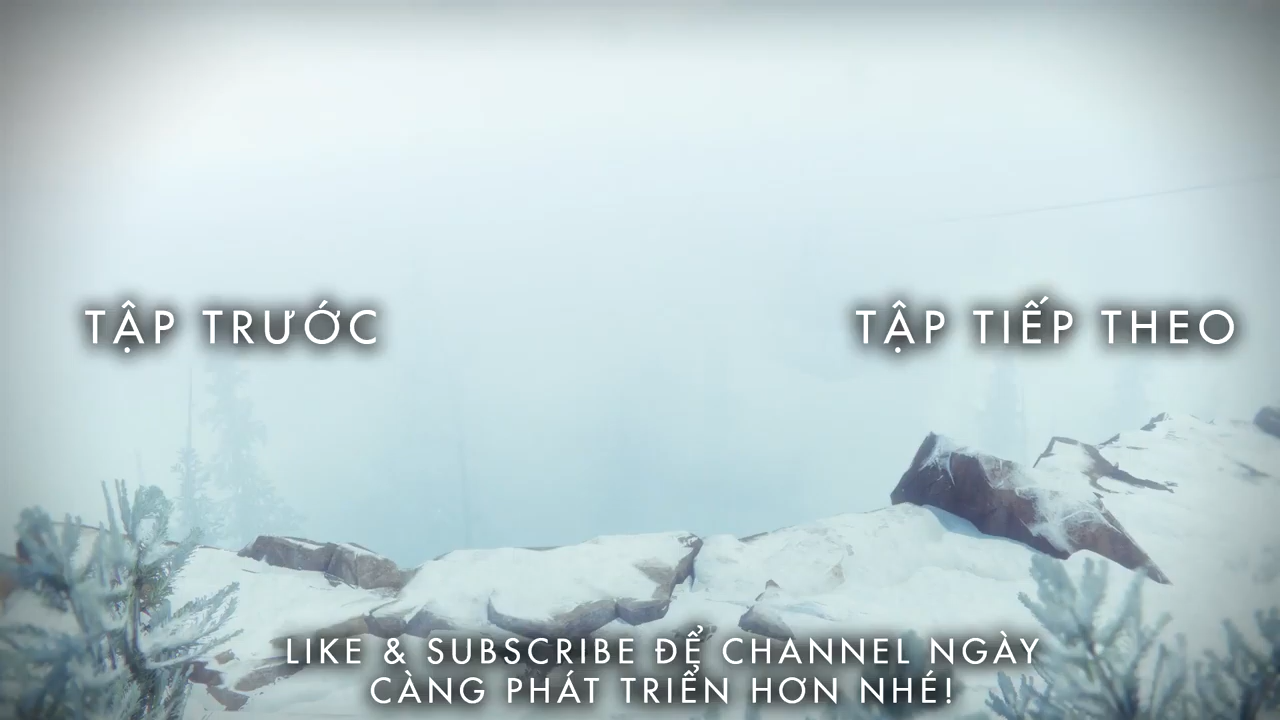 TẬP TRƯỚC
TẬP TIẾP THEO
LIKE & SUBSCRIBE ĐỂ CHANNEL NGÀY
CÀNG PHÁT TRIỂN HƠN NHÉ!